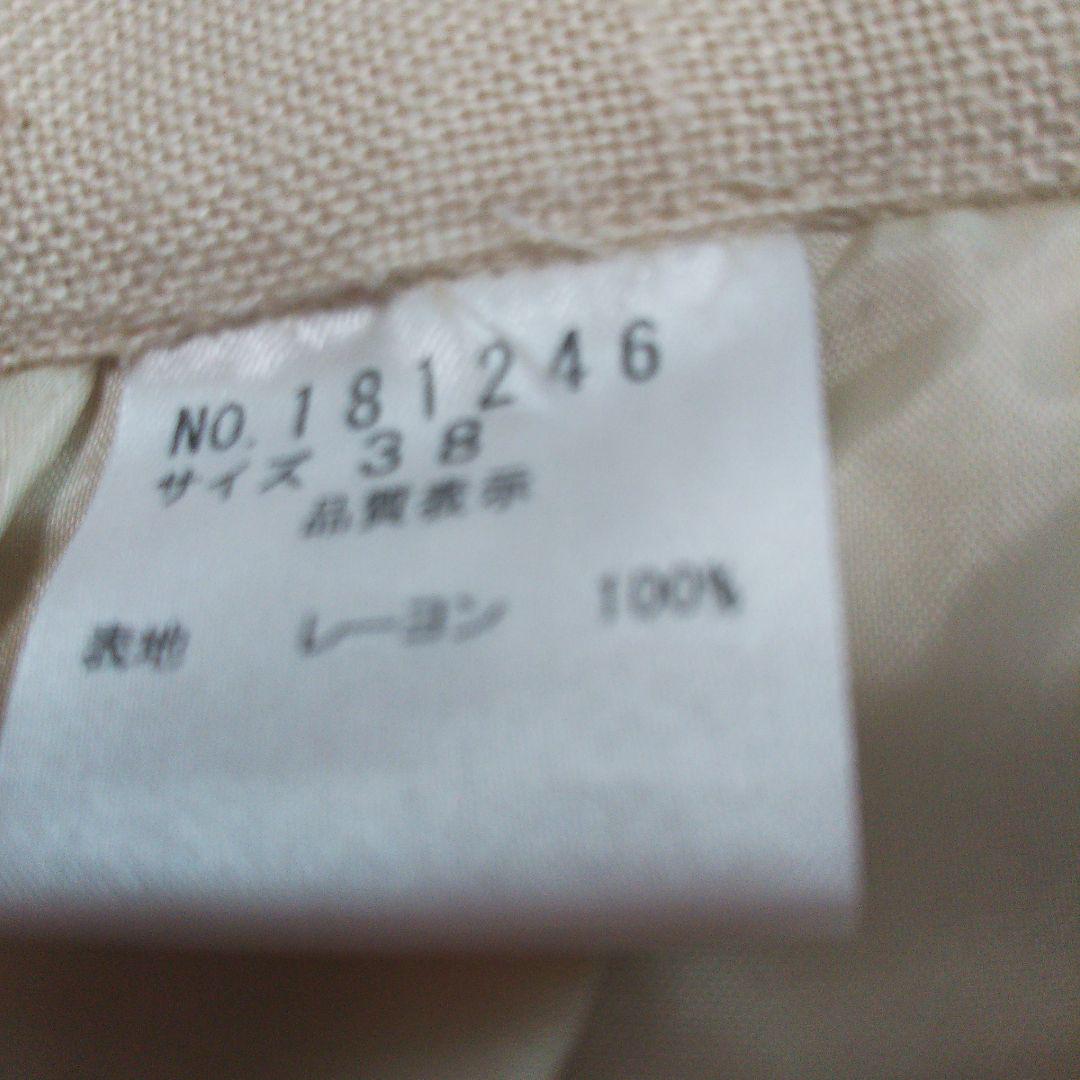 NO. 181246
サイズ 38
品質表示
表地 レーヨン 100%